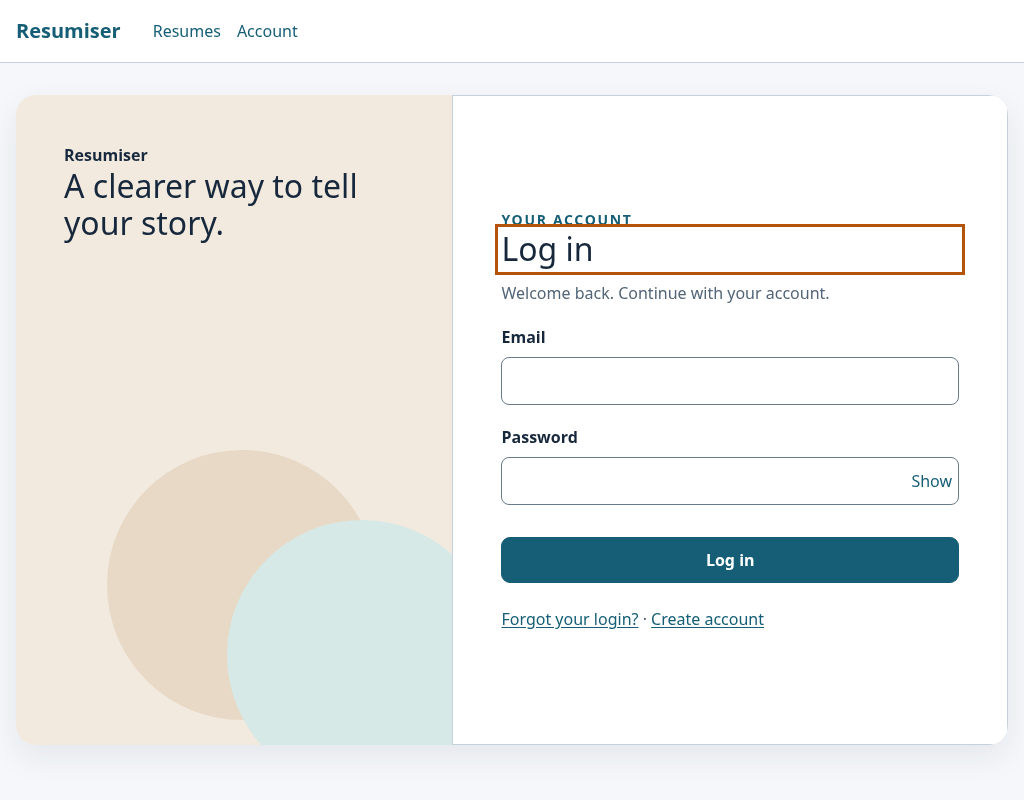 Resumiser
Resumes
Account
Resumiser
A clearer way to tell
your story.
YOUR ACCOUNT
Log in
Welcome back. Continue with your account.
Email
Password
Show
Log in
Forgot your login? · Create account